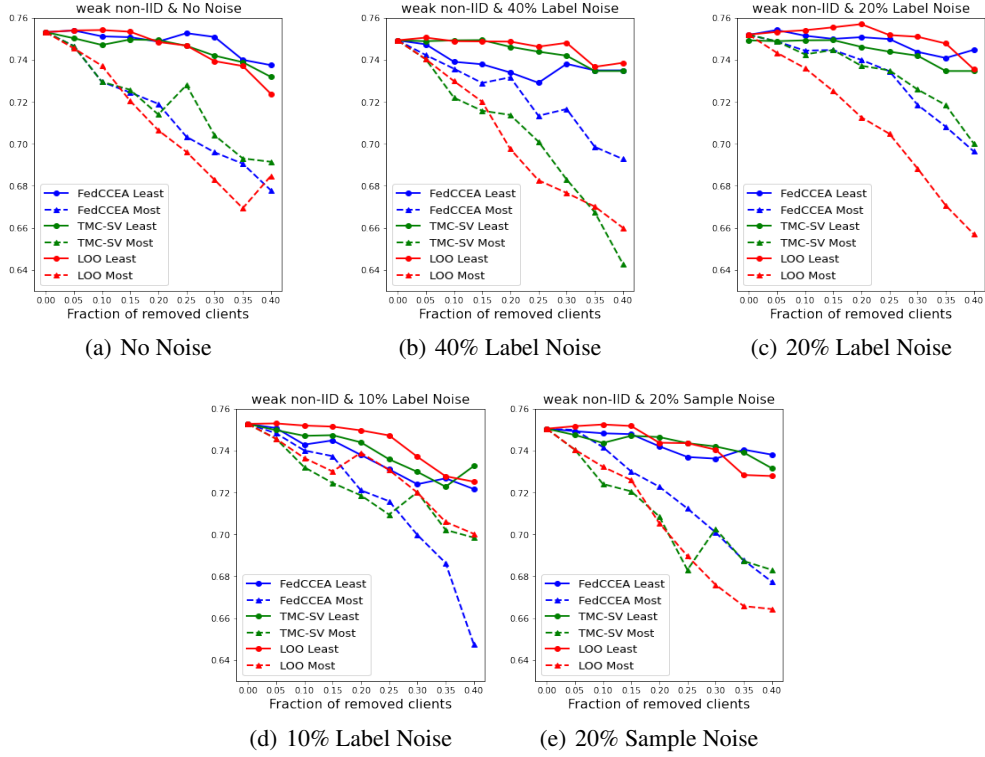 weak non-IID & No Noise
0.76
0.74
0.72
0.70
0.68
0.66
0.64
FedCCEA Least
FedCCEA Most
TMC-SV Least
TMC-SV Most
LOO Least
LOO Most
0.00 0.05 0.10 0.15 0.20 0.25 0.30 0.35 0.40
Fraction of removed clients
(a) No Noise
weak non-IID & 40% Label Noise
0.76
0.74
0.72
0.70
0.68
0.66
0.64
FedCCEA Least
FedCCEA Most
TMC-SV Least
TMC-SV Most
LOO Least
LOO Most
0.00 0.05 0.10 0.15 0.20 0.25 0.30 0.35 0.40
Fraction of removed clients
(b) 40% Label Noise
weak non-IID & 20% Label Noise
0.76
0.74
0.72
0.70
0.68
0.66
0.64
FedCCEA Least
FedCCEA Most
TMC-SV Least
TMC-SV Most
LOO Least
LOO Most
0.00 0.05 0.10 0.15 0.20 0.25 0.30 0.35 0.40
Fraction of removed clients
(c) 20% Label Noise
weak non-IID & 10% Label Noise
0.76
0.74
0.72
0.70
0.68
0.66
0.64
FedCCEA Least
FedCCEA Most
TMC-SV Least
TMC-SV Most
LOO Least
LOO Most
0.00 0.05 0.10 0.15 0.20 0.25 0.30 0.35 0.40
Fraction of removed clients
(d) 10% Label Noise
weak non-IID & 20% Sample Noise
0.76
0.74
0.72
0.70
0.68
0.66
0.64
FedCCEA Least
FedCCEA Most
TMC-SV Least
TMC-SV Most
LOO Least
LOO Most
0.00 0.05 0.10 0.15 0.20 0.25 0.30 0.35 0.40
Fraction of removed clients
(e) 20% Sample Noise